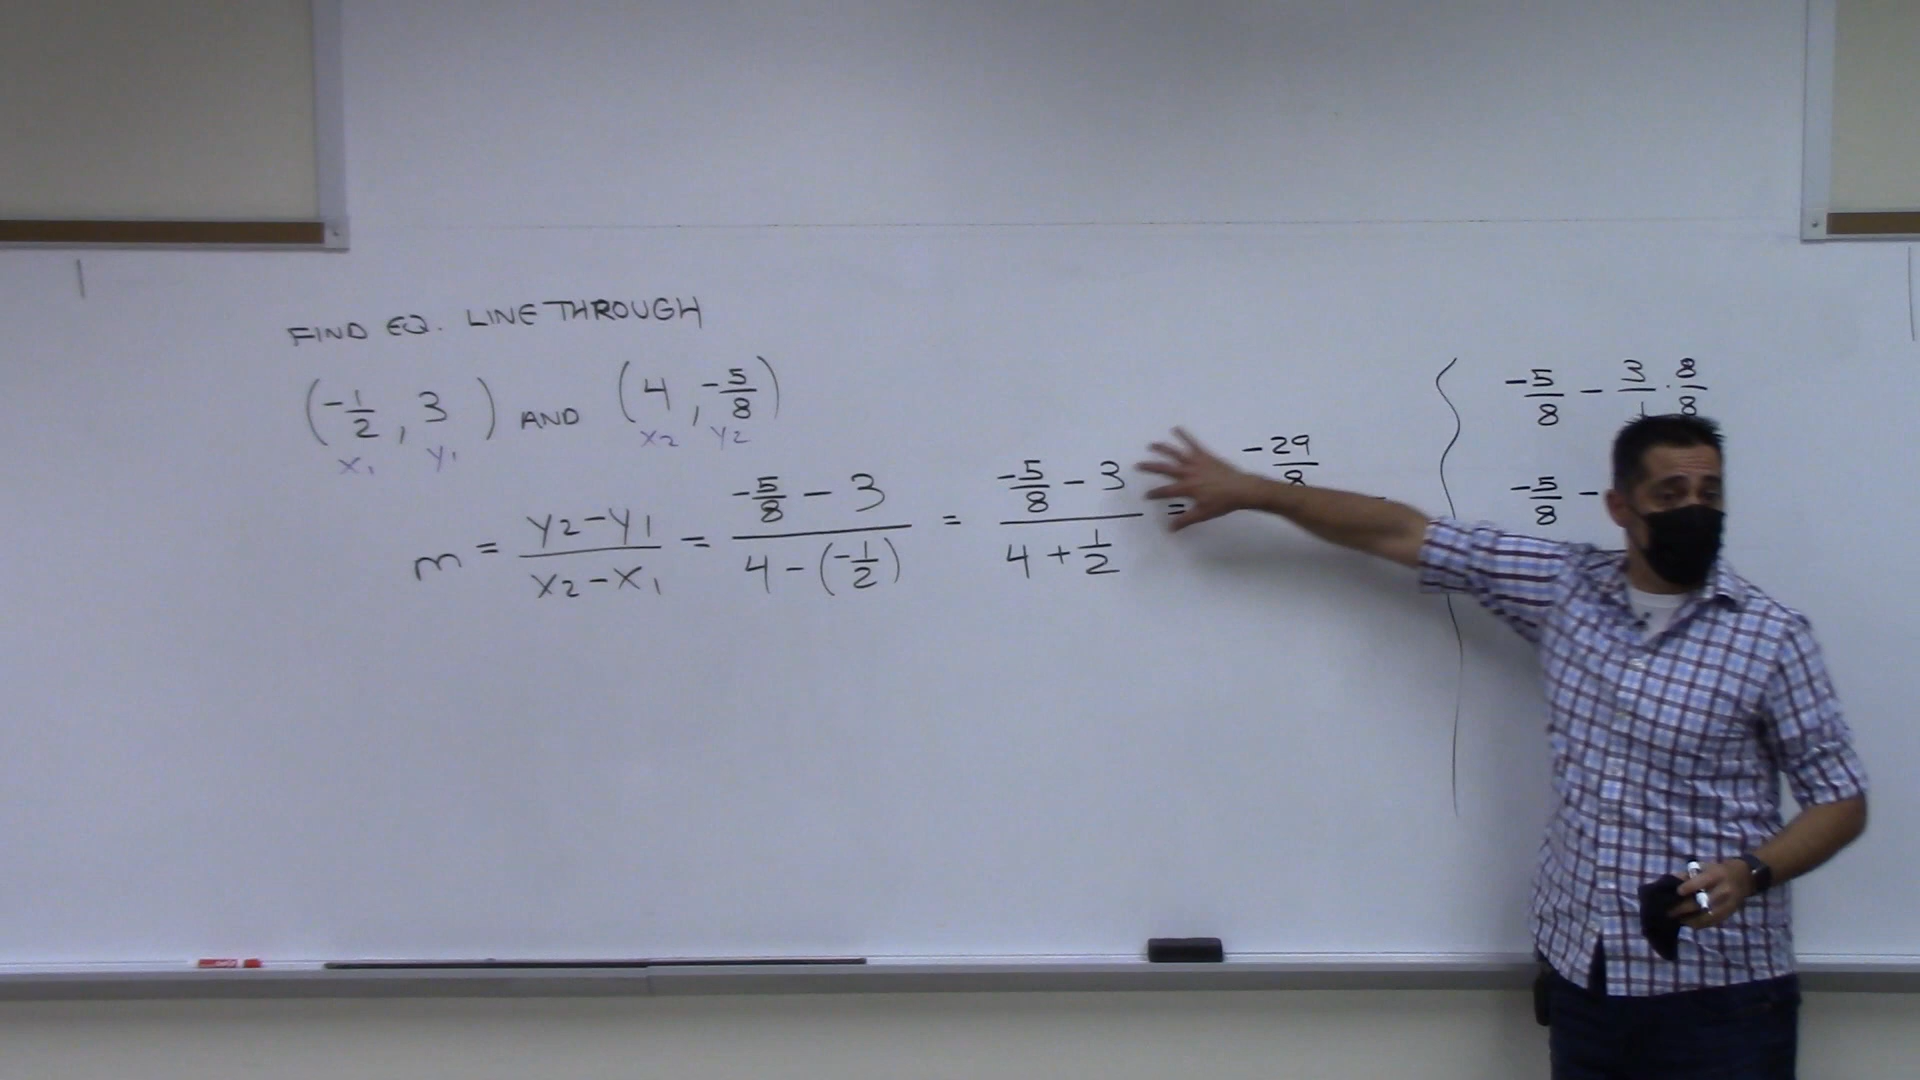 FIND EQ. LINE THROUGH
(-1/2, 3) AND (4, -5/8)
x1 y1 x2 y2
m = y2-y1/x2-x1 = -5/8 - 3/4-(-1/2) = -5/8 - 3/4+1/2 = -29/8
-5/8 - 3/1 · 8/8
-5/8 -